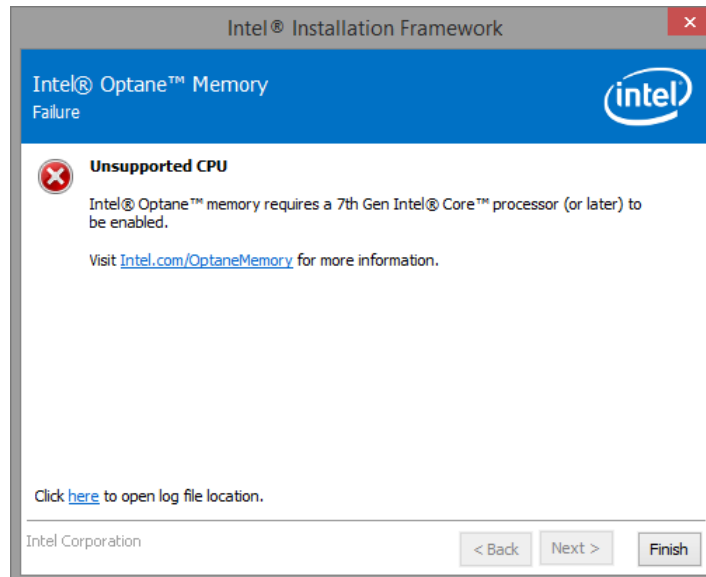 Intel® Installation Framework
Intel® Optane™ Memory
Failure
intel
Unsupported CPU
Intel® Optane™ memory requires a 7th Gen Intel® Core™ processor (or later) to
be enabled.
Visit Intel.com/OptaneMemory for more information.
Click here to open log file location.
Intel Corporation
< Back Next > Finish